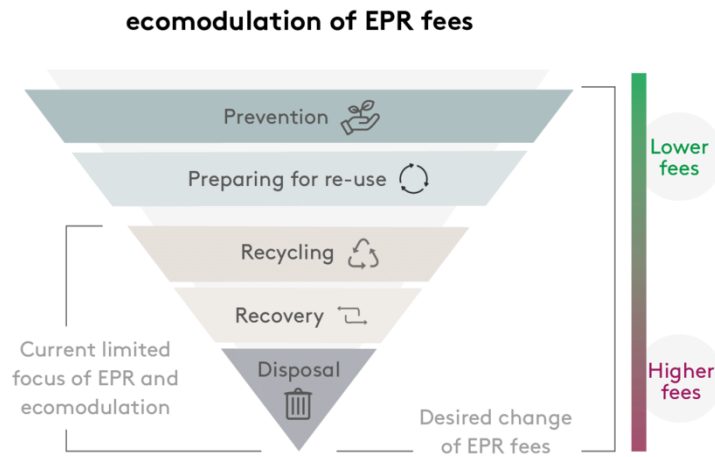 ecomodulation of EPR fees
Prevention
Preparing for re-use
Recycling
Recovery
Disposal
Current limited
focus of EPR and
ecomodulation
Desired change
of EPR fees
Lower
fees
Higher
fees